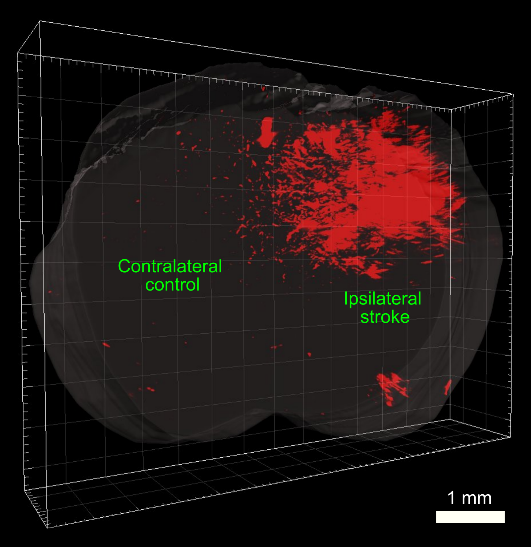 Contralateral
control
Ipsilateral
stroke
1 mm